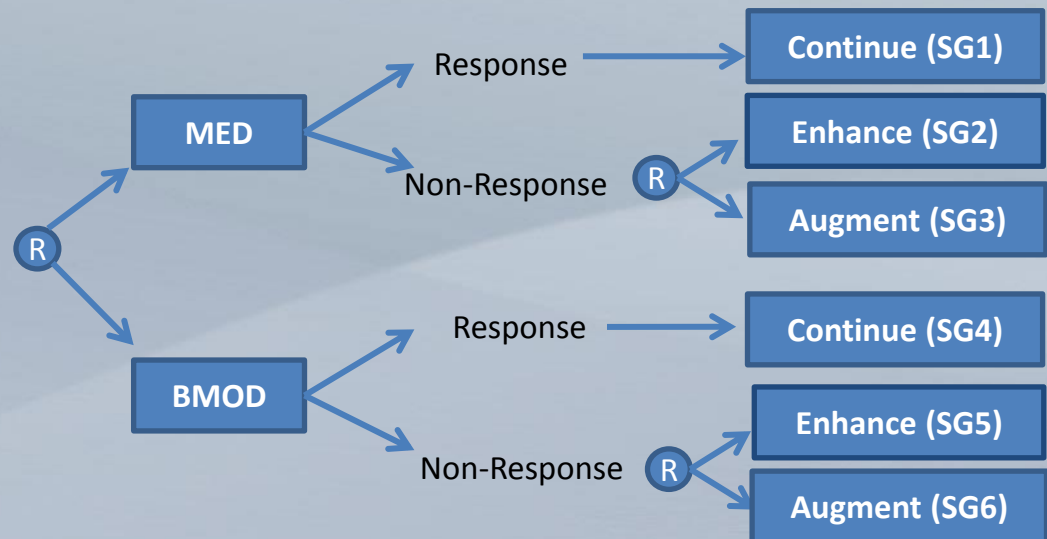 Response
Continue (SG1)
MED
Enhance (SG2)
Non-Response
R
Augment (SG3)
R
Response
Continue (SG4)
BMOD
Enhance (SG5)
Non-Response
R
Augment (SG6)